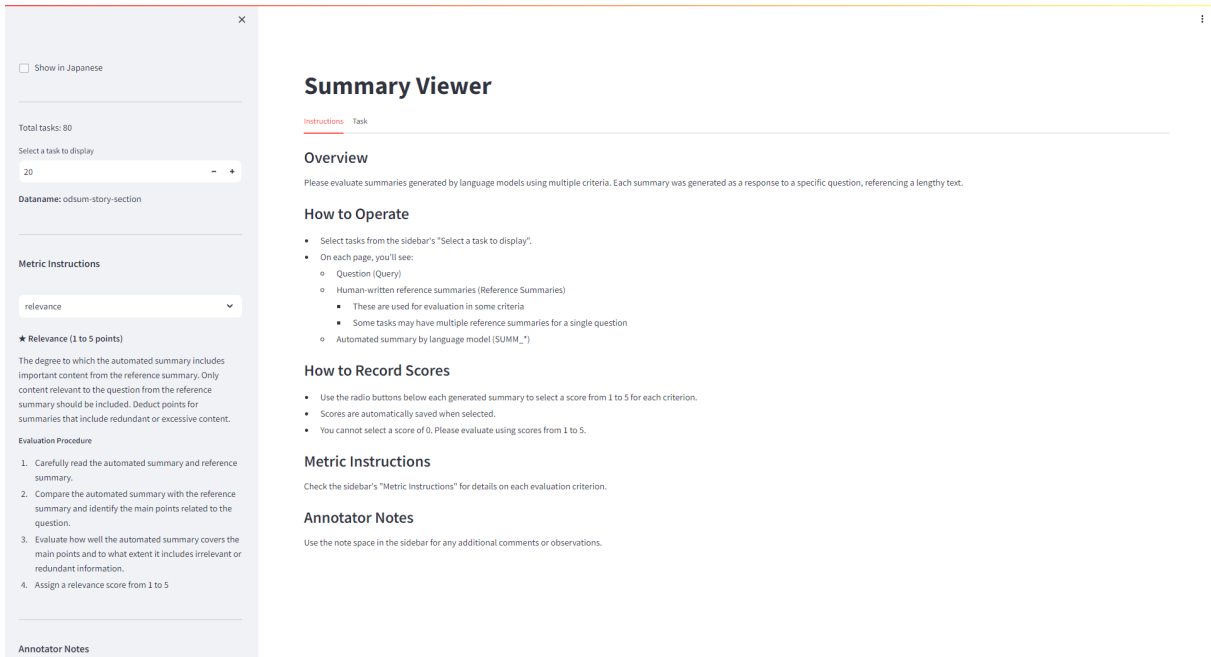 Show in Japanese
Total tasks: 80
Select a task to display
20
Dataname: odsum-story-section
Metric Instructions
relevance
★ Relevance (1 to 5 points)
The degree to which the automated summary includes
important content from the reference summary. Only
content relevant to the question from the reference
summary should be included. Deduct points for
summaries that include redundant or excessive content.
Evaluation Procedure
1. Carefully read the automated summary and reference
summary.
2. Compare the automated summary with the reference
summary and identify the main points related to the
question.
3. Evaluate how well the automated summary covers the
main points and to what extent it includes irrelevant or
redundant information.
4. Assign a relevance score from 1 to 5
Annotator Notes
Summary Viewer
Instructions Task
Overview
Please evaluate summaries generated by language models using multiple criteria. Each summary was generated as a response to a specific question, referencing a lengthy text.
How to Operate
Select tasks from the sidebar's "Select a task to display".
On each page, you'll see:
Question (Query)
Human-written reference summaries (Reference Summaries)
These are used for evaluation in some criteria
Some tasks may have multiple reference summaries for a single question
Automated summary by language model (SUMM_*)
How to Record Scores
Use the radio buttons below each generated summary to select a score from 1 to 5 for each criterion.
Scores are automatically saved when selected.
You cannot select a score of 0. Please evaluate using scores from 1 to 5.
Metric Instructions
Check the sidebar's "Metric Instructions" for details on each evaluation criterion.
Annotator Notes
Use the note space in the sidebar for any additional comments or observations.